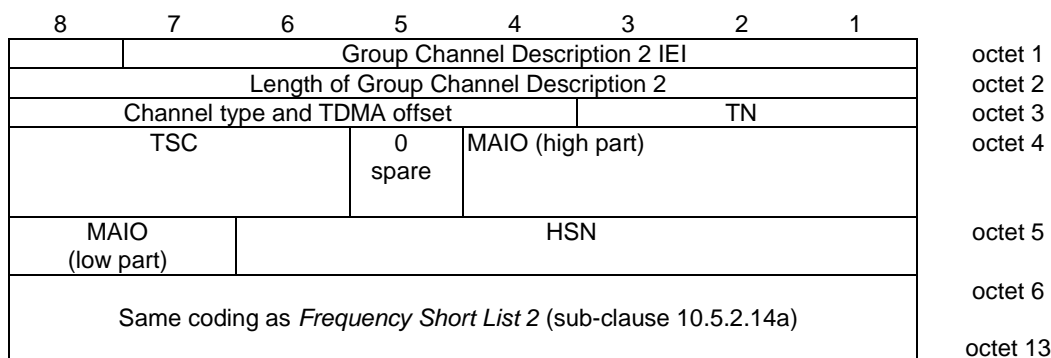 8 7 6 5 4 3 2 1
Group Channel Description 2 IEI octet 1
Length of Group Channel Description 2 octet 2
Channel type and TDMA offset TN octet 3
TSC 0 MAIO (high part) octet 4
spare
MAIO HSN octet 5
(low part)
octet 6
Same coding as Frequency Short List 2 (sub-clause 10.5.2.14a)
octet 13